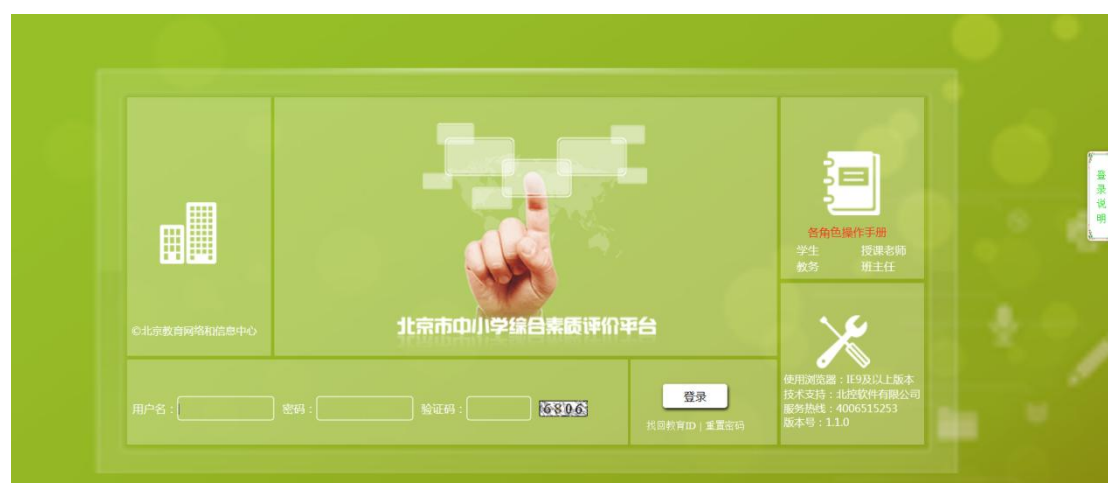 ©北京教育网络和信息中心
北京市中小学综合素质评价平台
各角色操作手册
学生 授课老师
教务 班主任
登录说明
用户名： 密码： 验证码： 6806
登录
找回教育ID | 重置密码
使用浏览器：IE9及以上版本
技术支持：北控软件有限公司
服务热线：4006515253
版本号：1.1.0